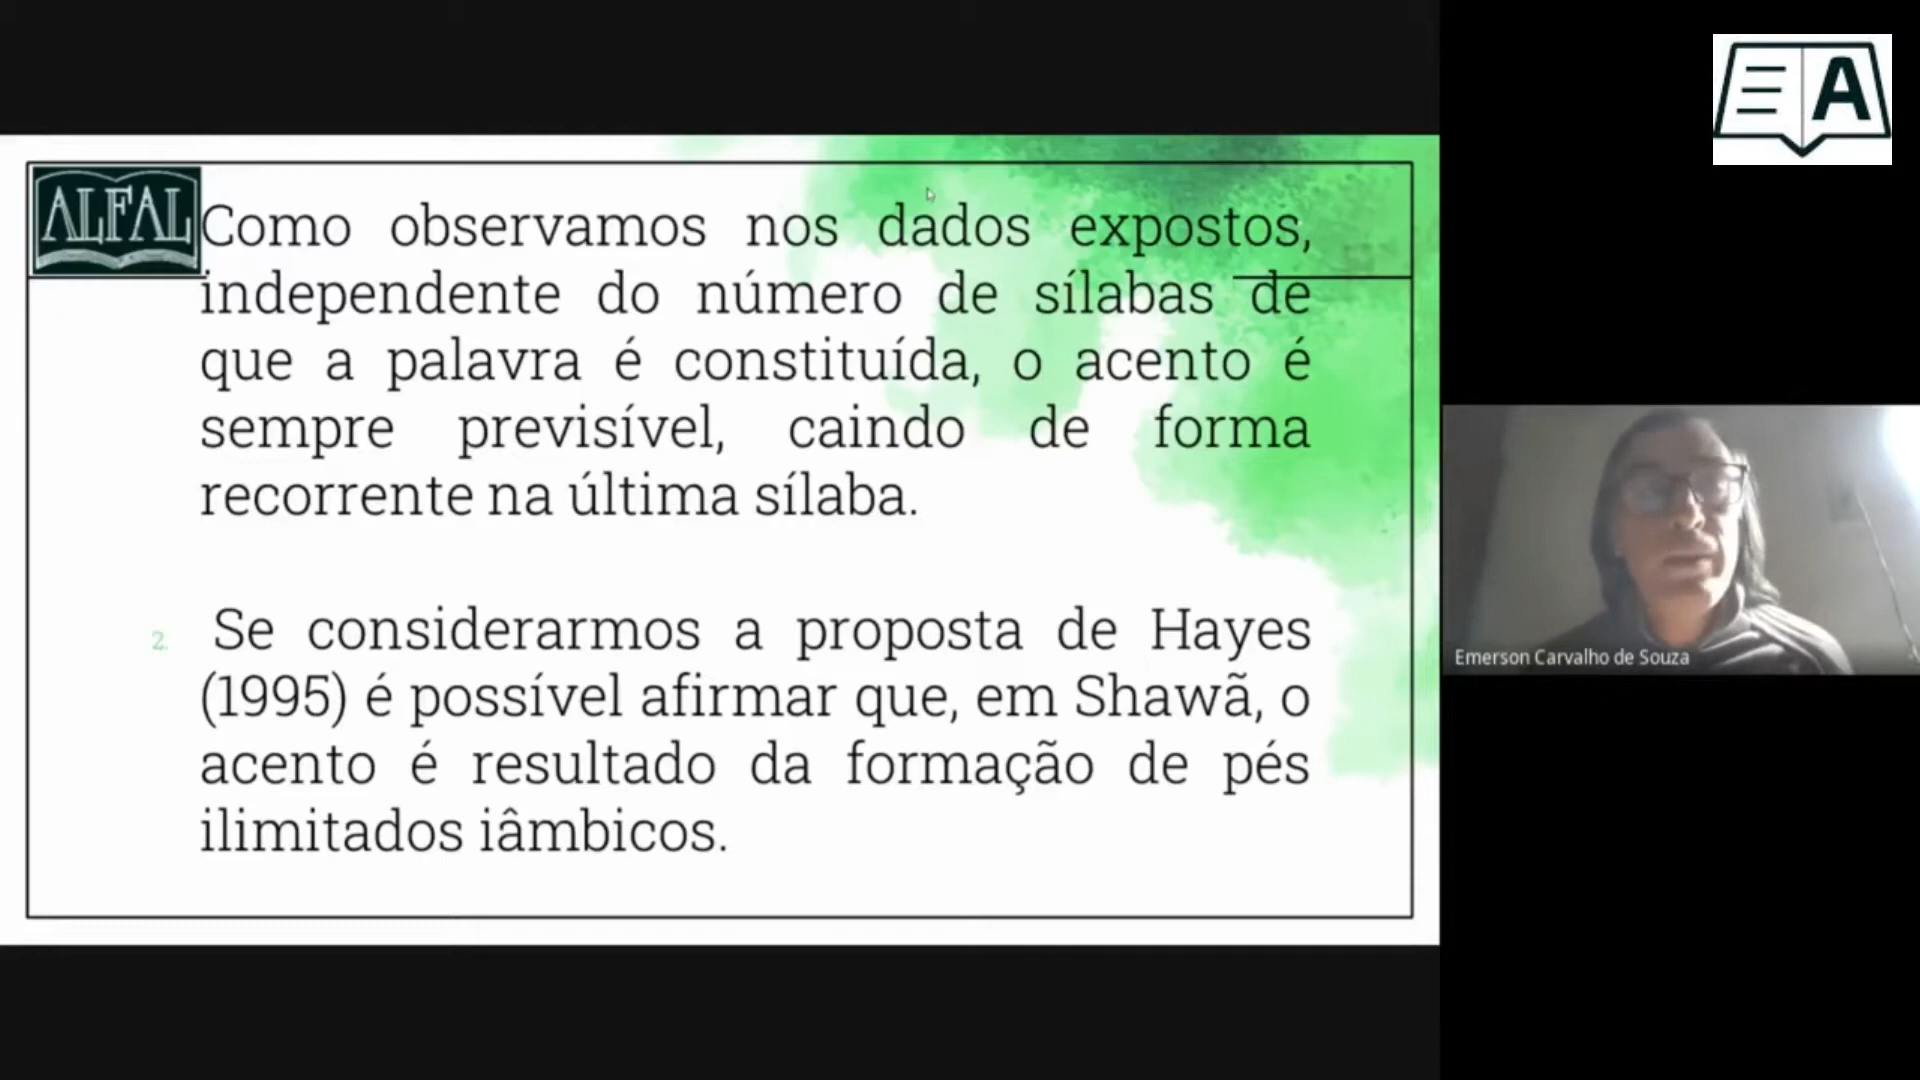 A
ALFAL
Como observamos nos dados expostos,
independente do número de sílabas de
que a palavra é constituída, o acento é
sempre previsível, caindo de forma
recorrente na última sílaba.
2. Se considerarmos a proposta de Hayes
(1995) é possível afirmar que, em Shawã, o
acento é resultado da formação de pés
ilimitados iâmbicos.
Emerson Carvalho de Souza